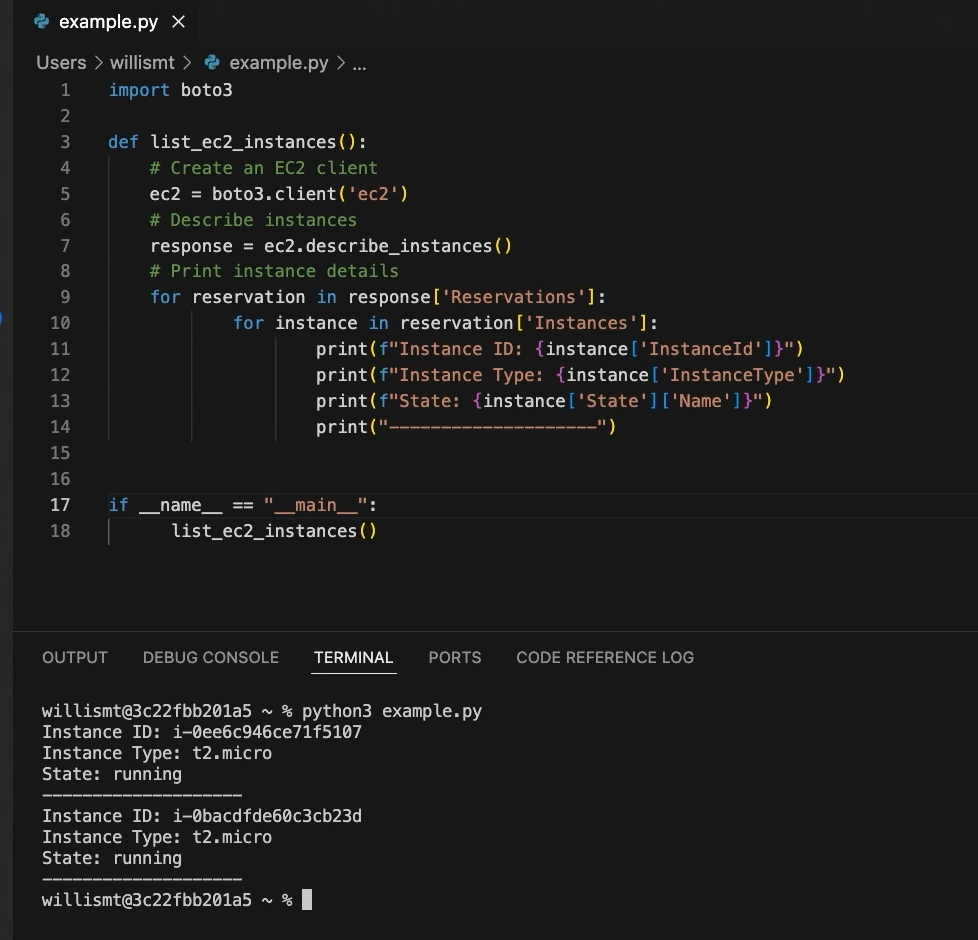 example.py ×
Users > willismt > example.py > ...
1 import boto3
2
3 def list_ec2_instances():
4     # Create an EC2 client
5     ec2 = boto3.client('ec2')
6     # Describe instances
7     response = ec2.describe_instances()
8     # Print instance details
9     for reservation in response['Reservations']:
10             for instance in reservation['Instances']:
11                     print(f"Instance ID: {instance['InstanceId']}")
12                     print(f"Instance Type: {instance['InstanceType']}")
13                     print(f"State: {instance['State']['Name']}")
14                     print("--------------------")
15
16
17 if __name__ == "__main__":
18       list_ec2_instances()
OUTPUT DEBUG CONSOLE TERMINAL PORTS CODE REFERENCE LOG
willismt@3c22fbb201a5 ~ % python3 example.py
Instance ID: i-0ee6c946ce71f5107
Instance Type: t2.micro
State: running
--------------------
Instance ID: i-0bacdfde60c3cb23d
Instance Type: t2.micro
State: running
--------------------
willismt@3c22fbb201a5 ~ %